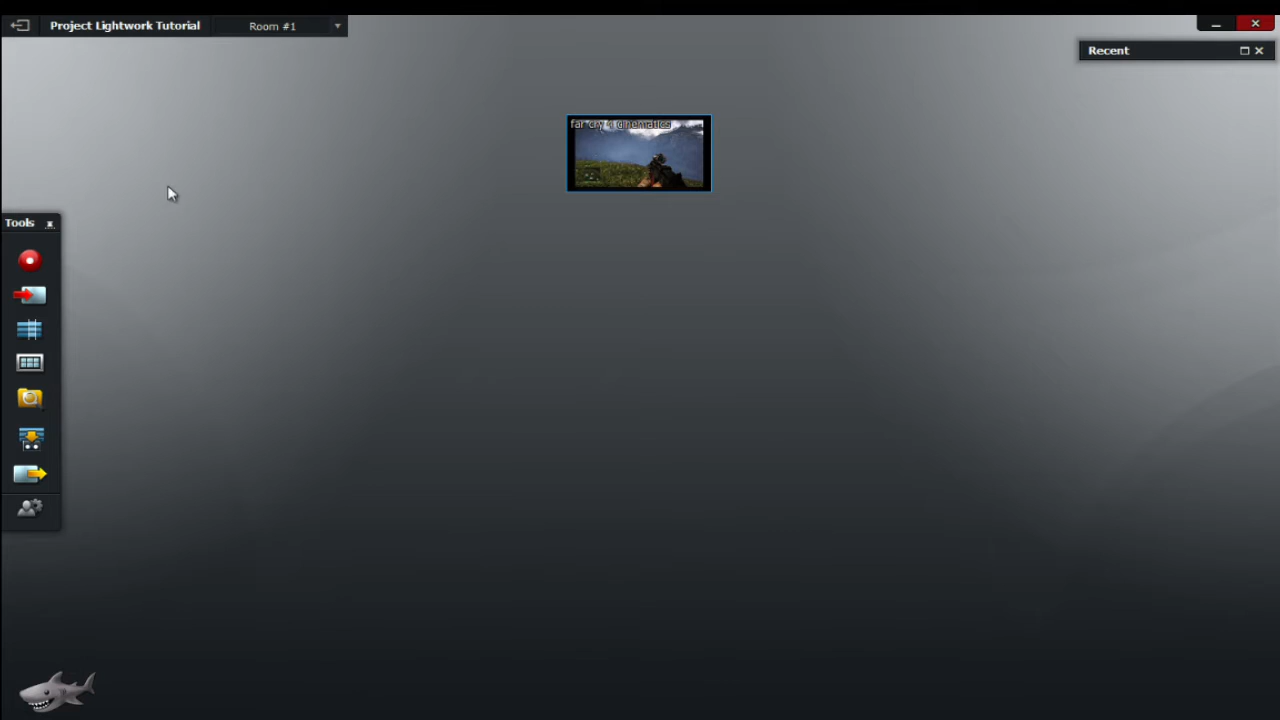 Project Lightwork Tutorial
Room #1
Recent
far cry 4 cinematics
Tools